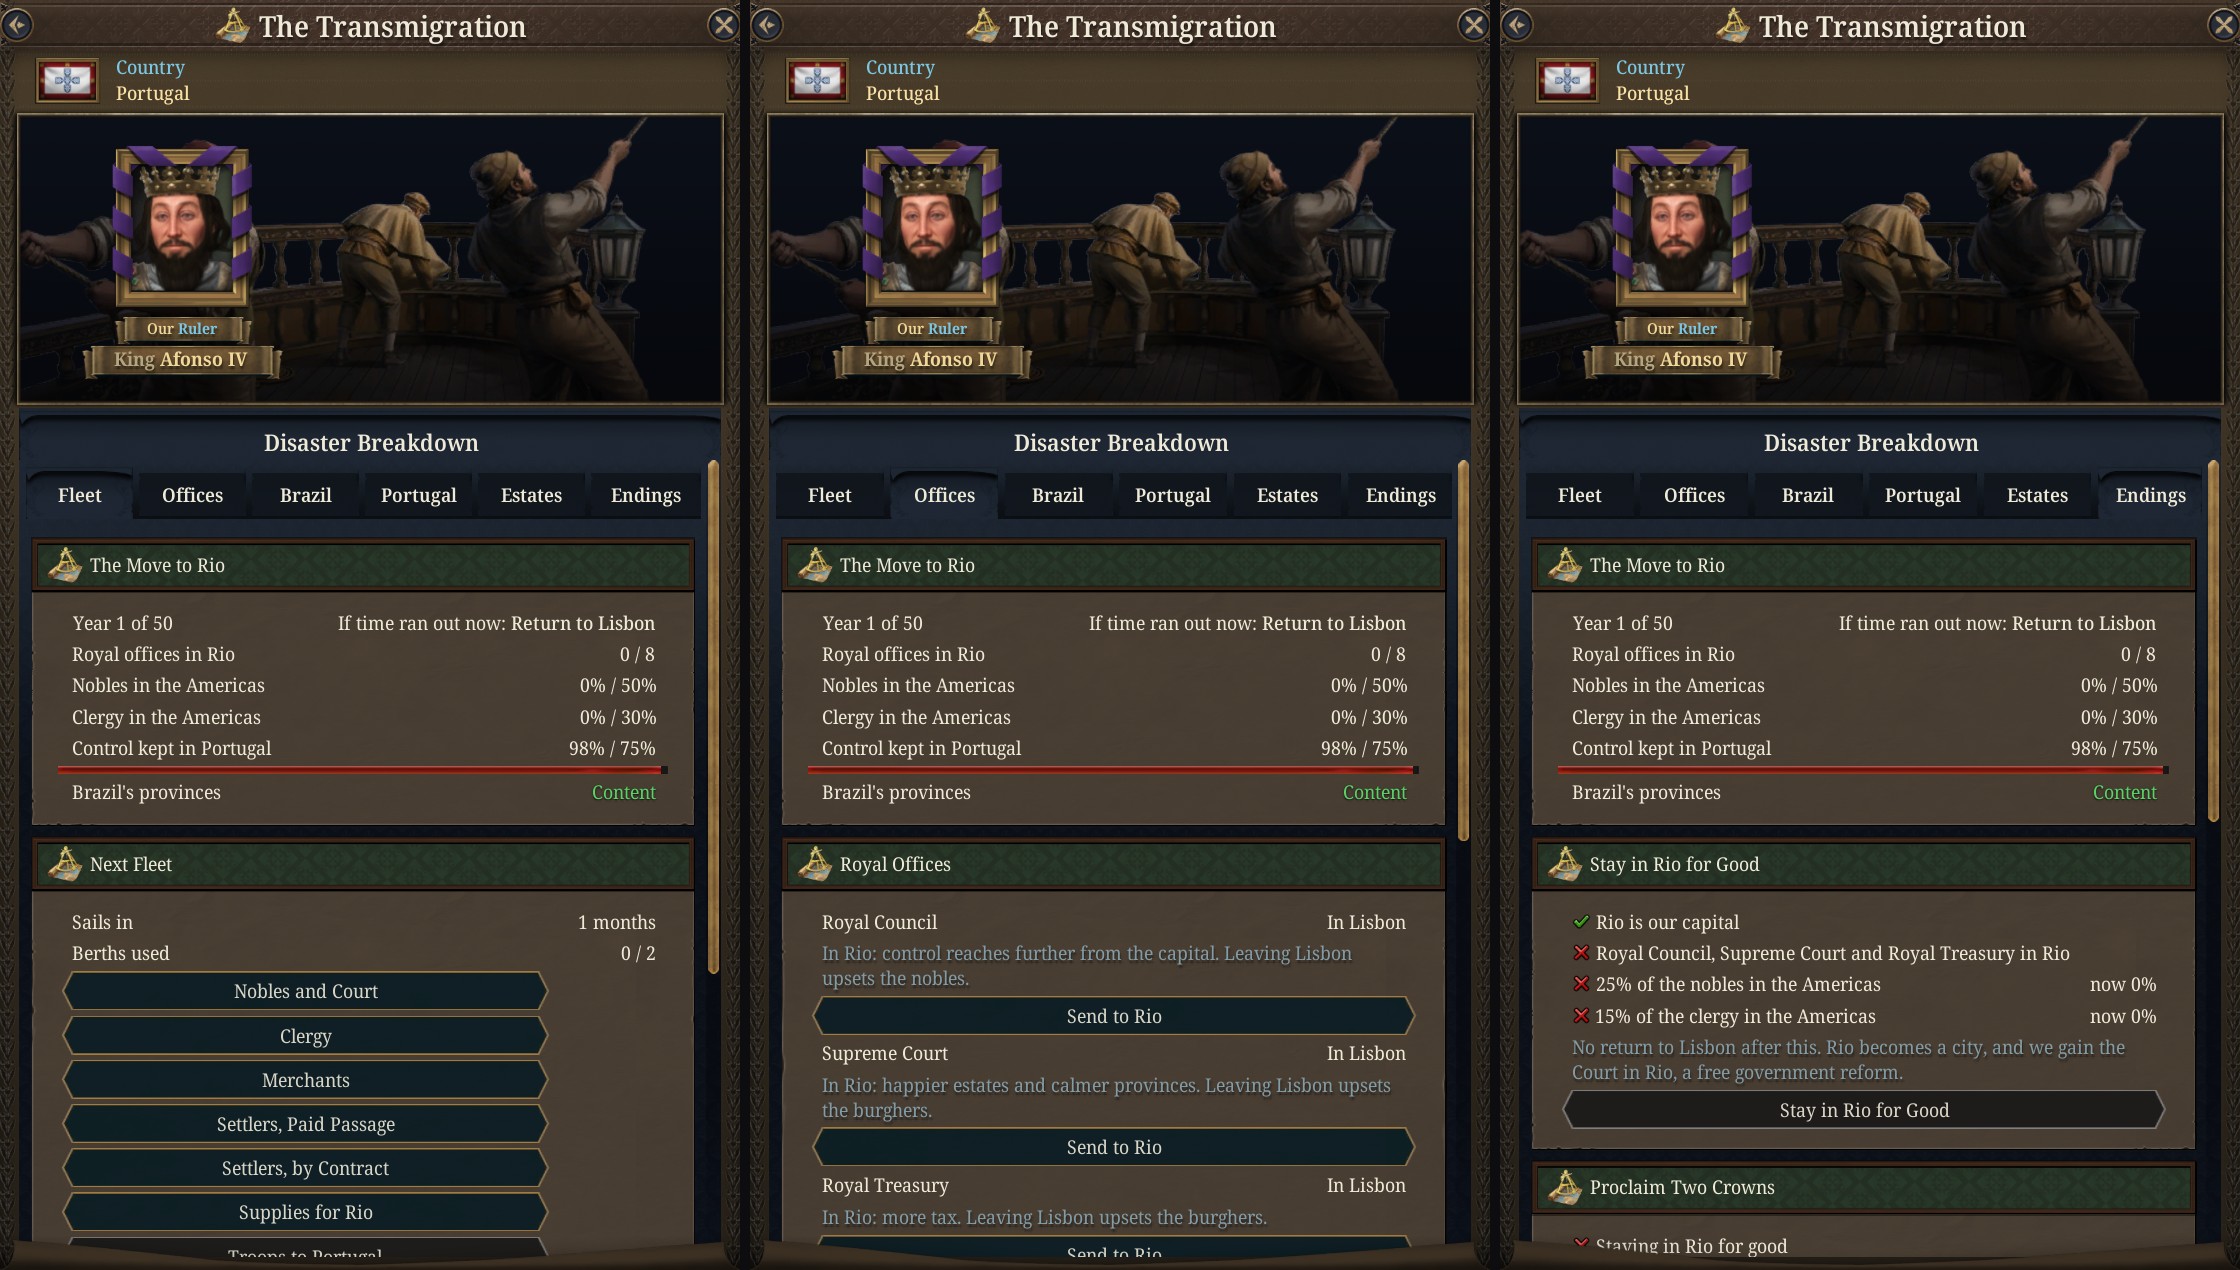 The Transmigration
Country
Portugal
Our Ruler
King Afonso IV
Disaster Breakdown
Fleet Offices Brazil Portugal Estates Endings
The Move to Rio
Year 1 of 50 If time ran out now: Return to Lisbon
Royal offices in Rio 0 / 8
Nobles in the Americas 0% / 50%
Clergy in the Americas 0% / 30%
Control kept in Portugal 98% / 75%
Brazil's provinces Content
Next Fleet
Sails in 1 months
Berths used 0 / 2
Nobles and Court
Clergy
Merchants
Settlers, Paid Passage
Settlers, by Contract
Supplies for Rio
Troops to Portugal
The Transmigration
Country
Portugal
Our Ruler
King Afonso IV
Disaster Breakdown
Fleet Offices Brazil Portugal Estates Endings
The Move to Rio
Year 1 of 50 If time ran out now: Return to Lisbon
Royal offices in Rio 0 / 8
Nobles in the Americas 0% / 50%
Clergy in the Americas 0% / 30%
Control kept in Portugal 98% / 75%
Brazil's provinces Content
Royal Offices
Royal Council In Lisbon
In Rio: control reaches further from the capital. Leaving Lisbon
upsets the nobles.
Send to Rio
Supreme Court In Lisbon
In Rio: happier estates and calmer provinces. Leaving Lisbon upsets
the burghers.
Send to Rio
Royal Treasury In Lisbon
In Rio: more tax. Leaving Lisbon upsets the burghers.
Send to Rio
The Transmigration
Country
Portugal
Our Ruler
King Afonso IV
Disaster Breakdown
Fleet Offices Brazil Portugal Estates Endings
The Move to Rio
Year 1 of 50 If time ran out now: Return to Lisbon
Royal offices in Rio 0 / 8
Nobles in the Americas 0% / 50%
Clergy in the Americas 0% / 30%
Control kept in Portugal 98% / 75%
Brazil's provinces Content
Stay in Rio for Good
Rio is our capital
Royal Council, Supreme Court and Royal Treasury in Rio
25% of the nobles in the Americas now 0%
15% of the clergy in the Americas now 0%
No return to Lisbon after this. Rio becomes a city, and we gain the
Court in Rio, a free government reform.
Stay in Rio for Good
Proclaim Two Crowns
Staying in Rio for good